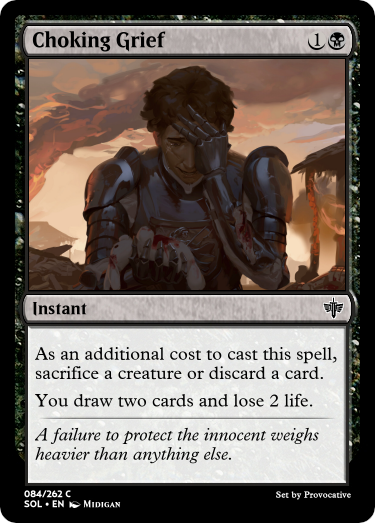 Choking Grief 1
Instant
As an additional cost to cast this spell,
sacrifice a creature or discard a card.
You draw two cards and lose 2 life.
A failure to protect the innocent weighs
heavier than anything else.
084/262 C
SOL • EN Midigan
Set by Provocative